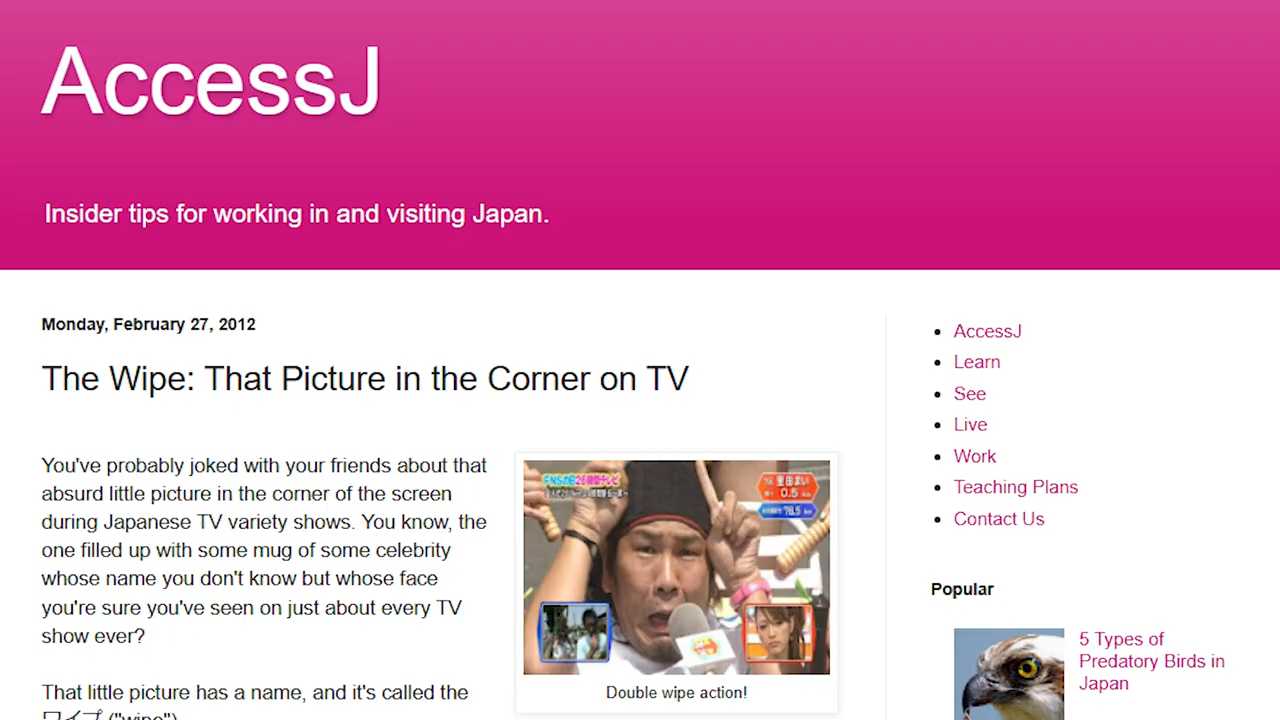 AccessJ
Insider tips for working in and visiting Japan.
Monday, February 27, 2012
The Wipe: That Picture in the Corner on TV
You've probably joked with your friends about that
absurd little picture in the corner of the screen
during Japanese TV variety shows. You know, the
one filled up with some mug of some celebrity
whose name you don't know but whose face
you're sure you've seen on just about every TV
show ever?
That little picture has a name, and it's called the
ワイプ ("wipe")
Double wipe action!
AccessJ
Learn
See
Live
Work
Teaching Plans
Contact Us
Popular
5 Types of
Predatory Birds in
Japan